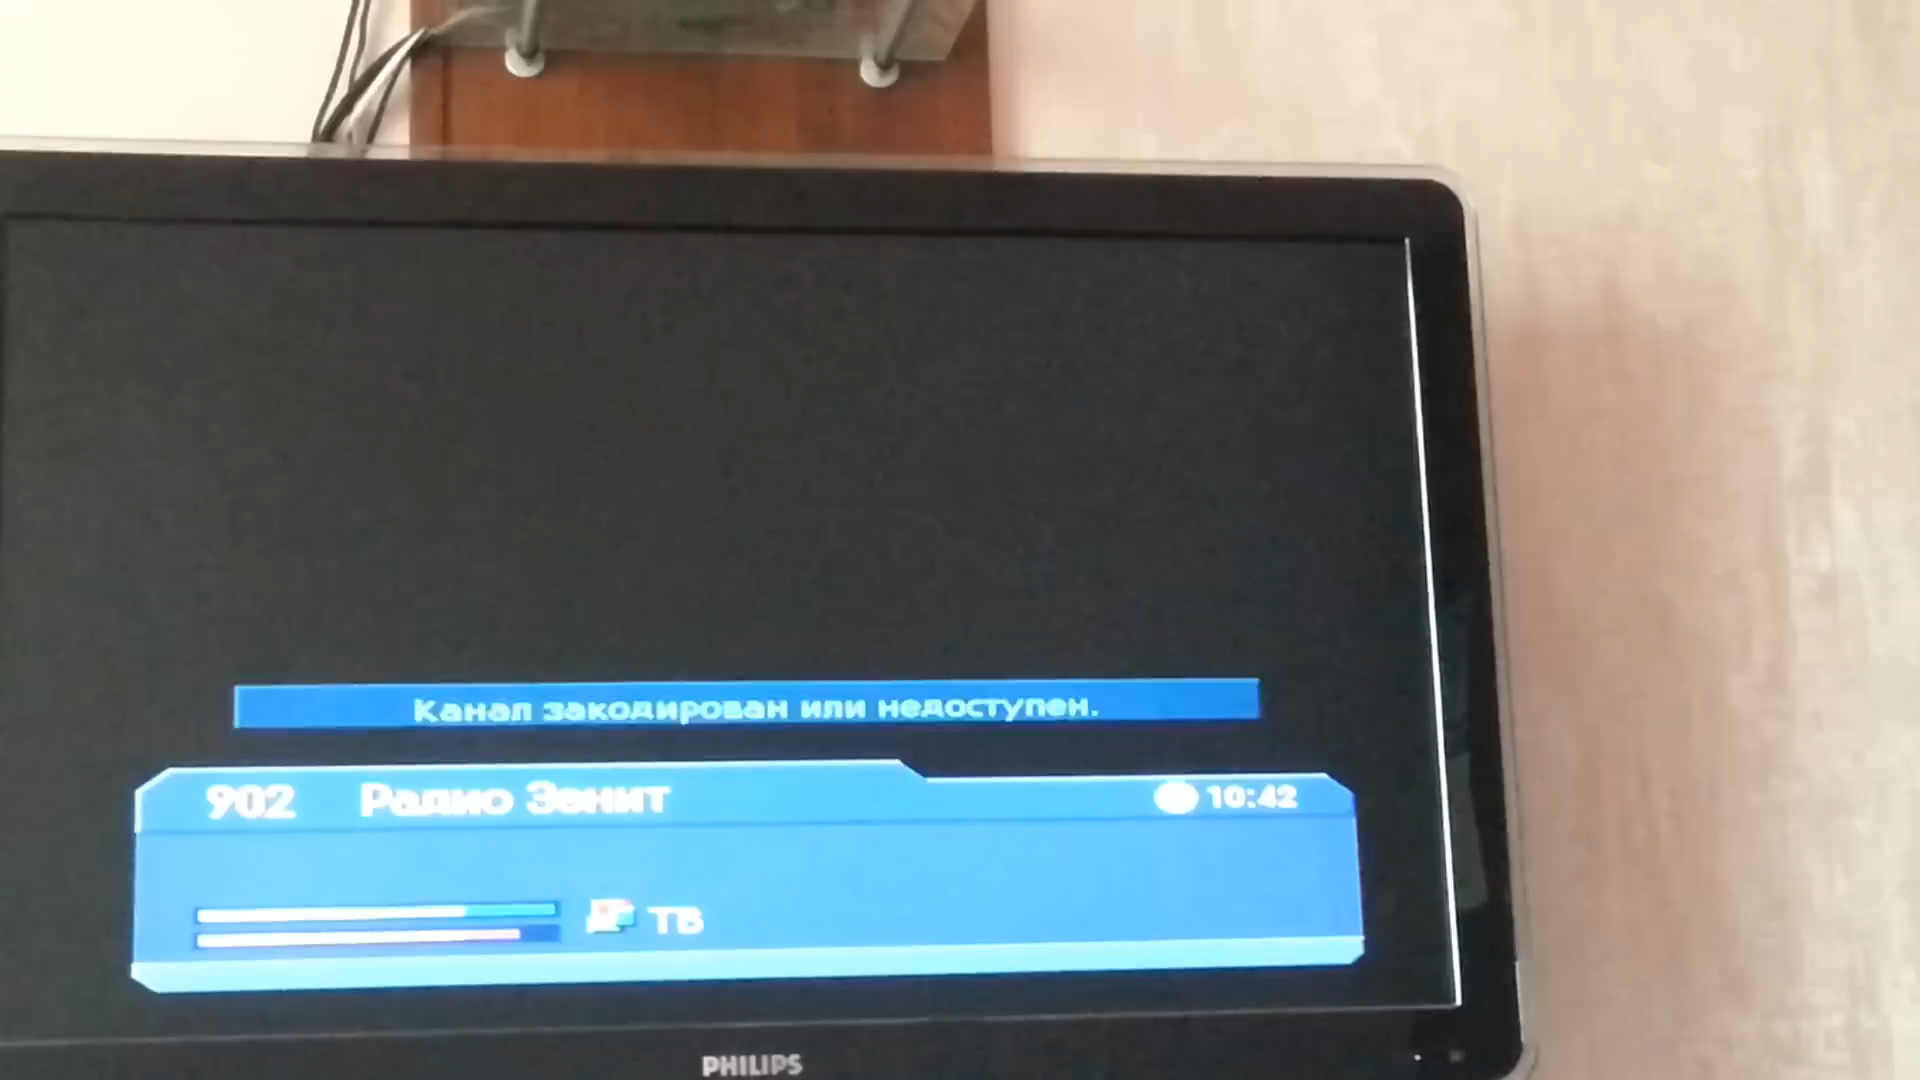 Канал закодирован или недоступен.
902 Радио Зенит 10:42
ТВ
PHILIPS